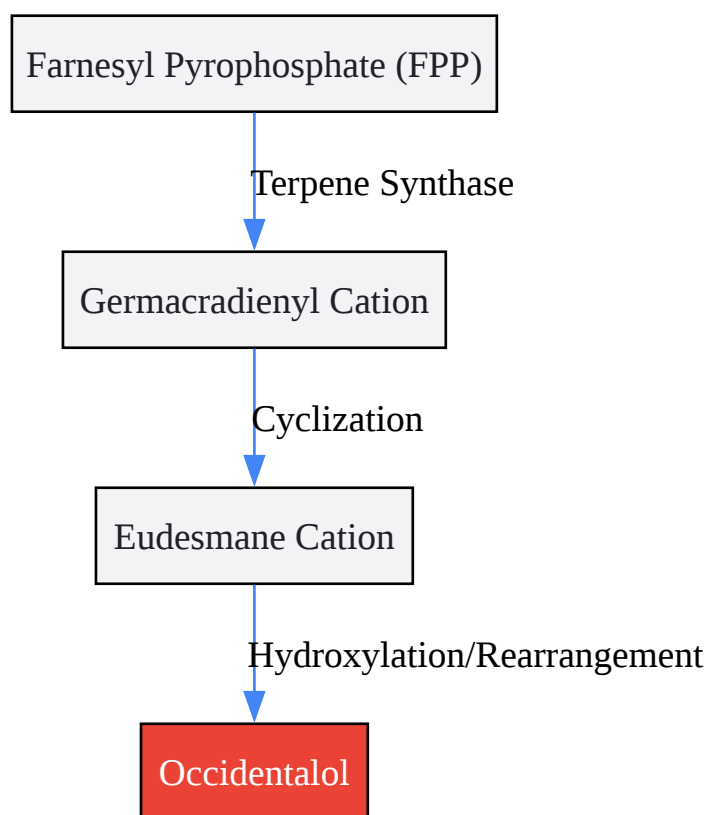 Farnesyl Pyrophosphate (FPP)
Terpene Synthase
Germacradienyl Cation
Cyclization
Eudesmane Cation
Hydroxylation/Rearrangement
Occidentalol